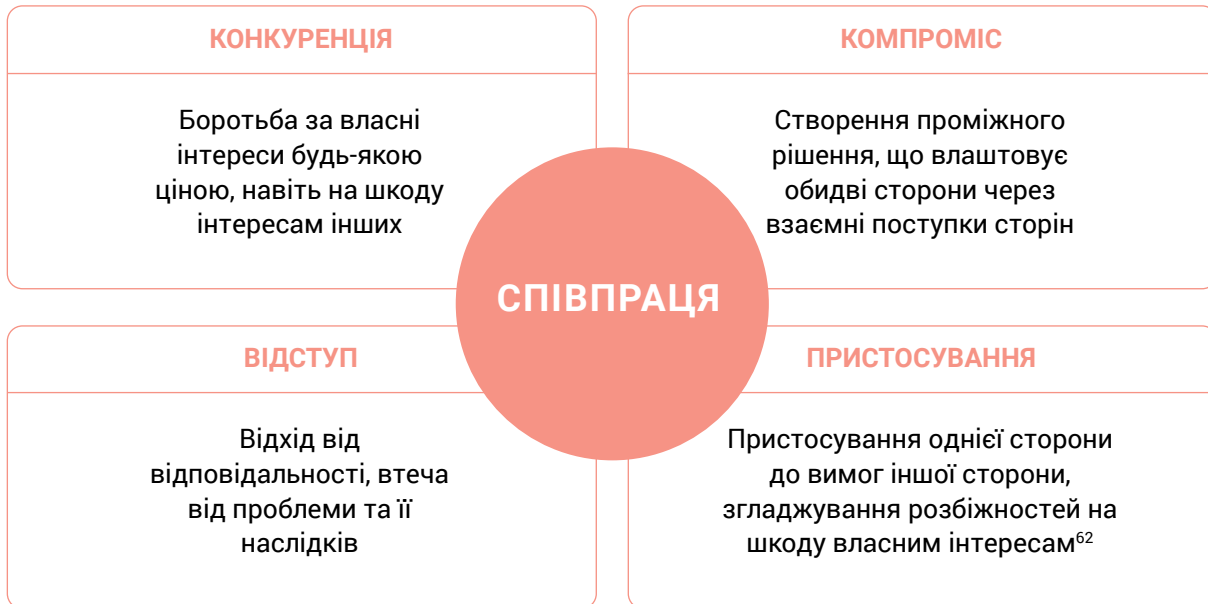 КОНКУРЕНЦІЯ
Боротьба за власні
інтереси будь-якою
ціною, навіть на шкоду
інтересам інших
КОМПРОМІС
Створення проміжного
рішення, що влаштовує
обидві сторони через
взаємні поступки сторін
СПІВПРАЦЯ
ВІДСТУП
Відхід від
відповідальності, втеча
від проблеми та її
наслідків
ПРИСТОСУВАННЯ
Пристосування однієї сторони
до вимог іншої сторони,
згладжування розбіжностей на
шкоду власним інтересам⁶²